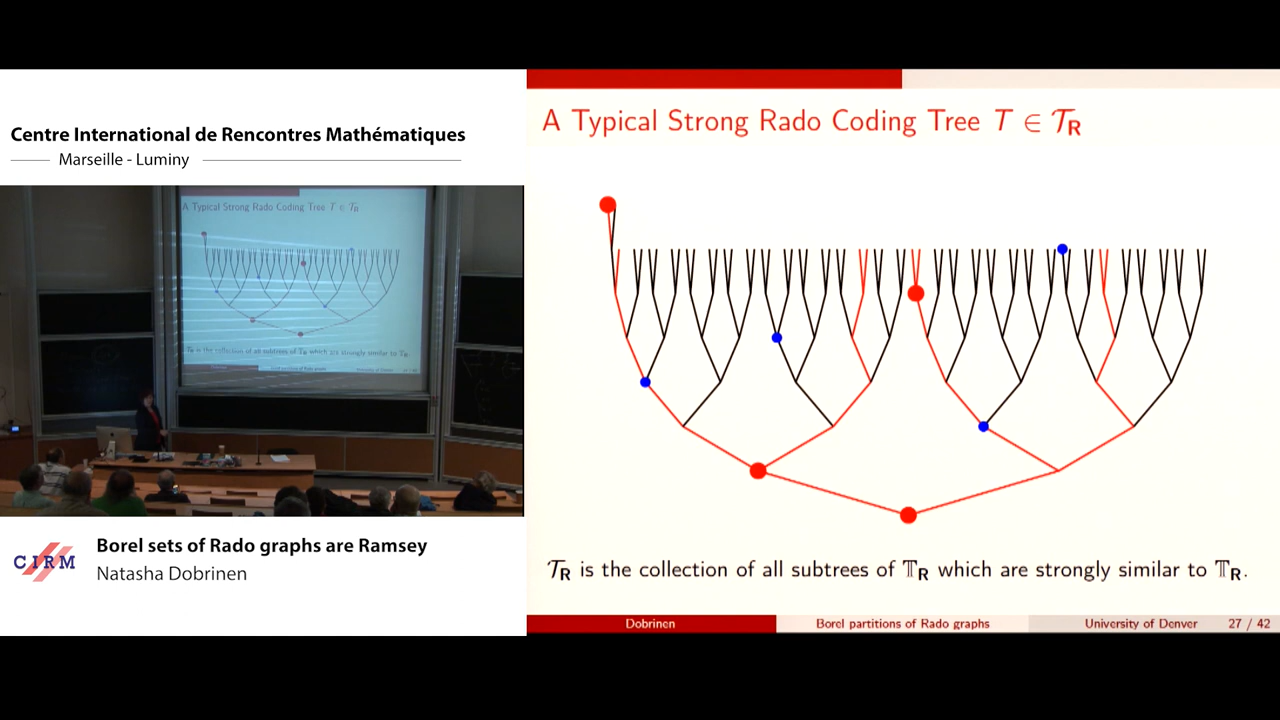 Centre International de Rencontres Mathématiques
Marseille - Luminy
A Typical Strong Rado Coding Tree T ∈ 𝒯R
A Typical Strong Rado Coding Tree T ∈ 𝒯R
𝒯R is the collection of all subtrees of 𝕋R which are strongly similar to 𝕋R.
𝒯R is the collection of all subtrees of 𝕋R which are strongly similar to 𝕋R.
CIRM
Borel sets of Rado graphs are Ramsey
Natasha Dobrinen
Dobrinen
Borel partitions of Rado graphs
University of Denver
27 / 42